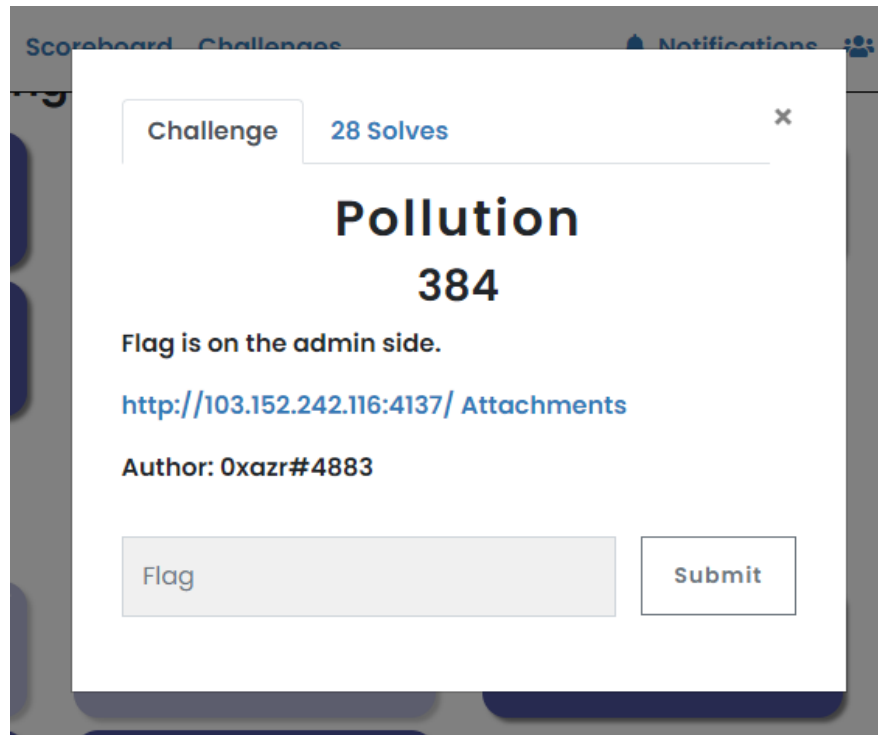 Scoreboard Challenges Notifications
Challenge 28 Solves ×
Pollution
384
Flag is on the admin side.
http://103.152.242.116:4137/ Attachments
Author: 0xazr#4883
Flag Submit